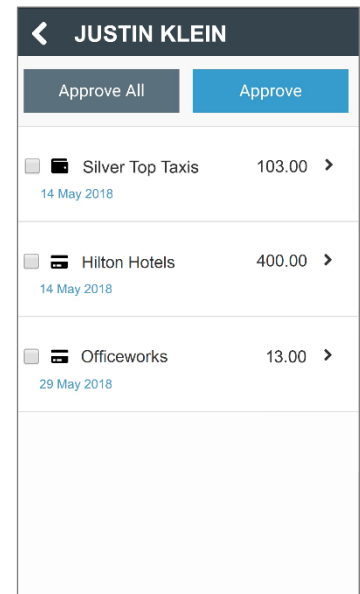 JUSTIN KLEIN
Approve All Approve
Silver Top Taxis 103.00
14 May 2018
Hilton Hotels 400.00
14 May 2018
Officeworks 13.00
29 May 2018